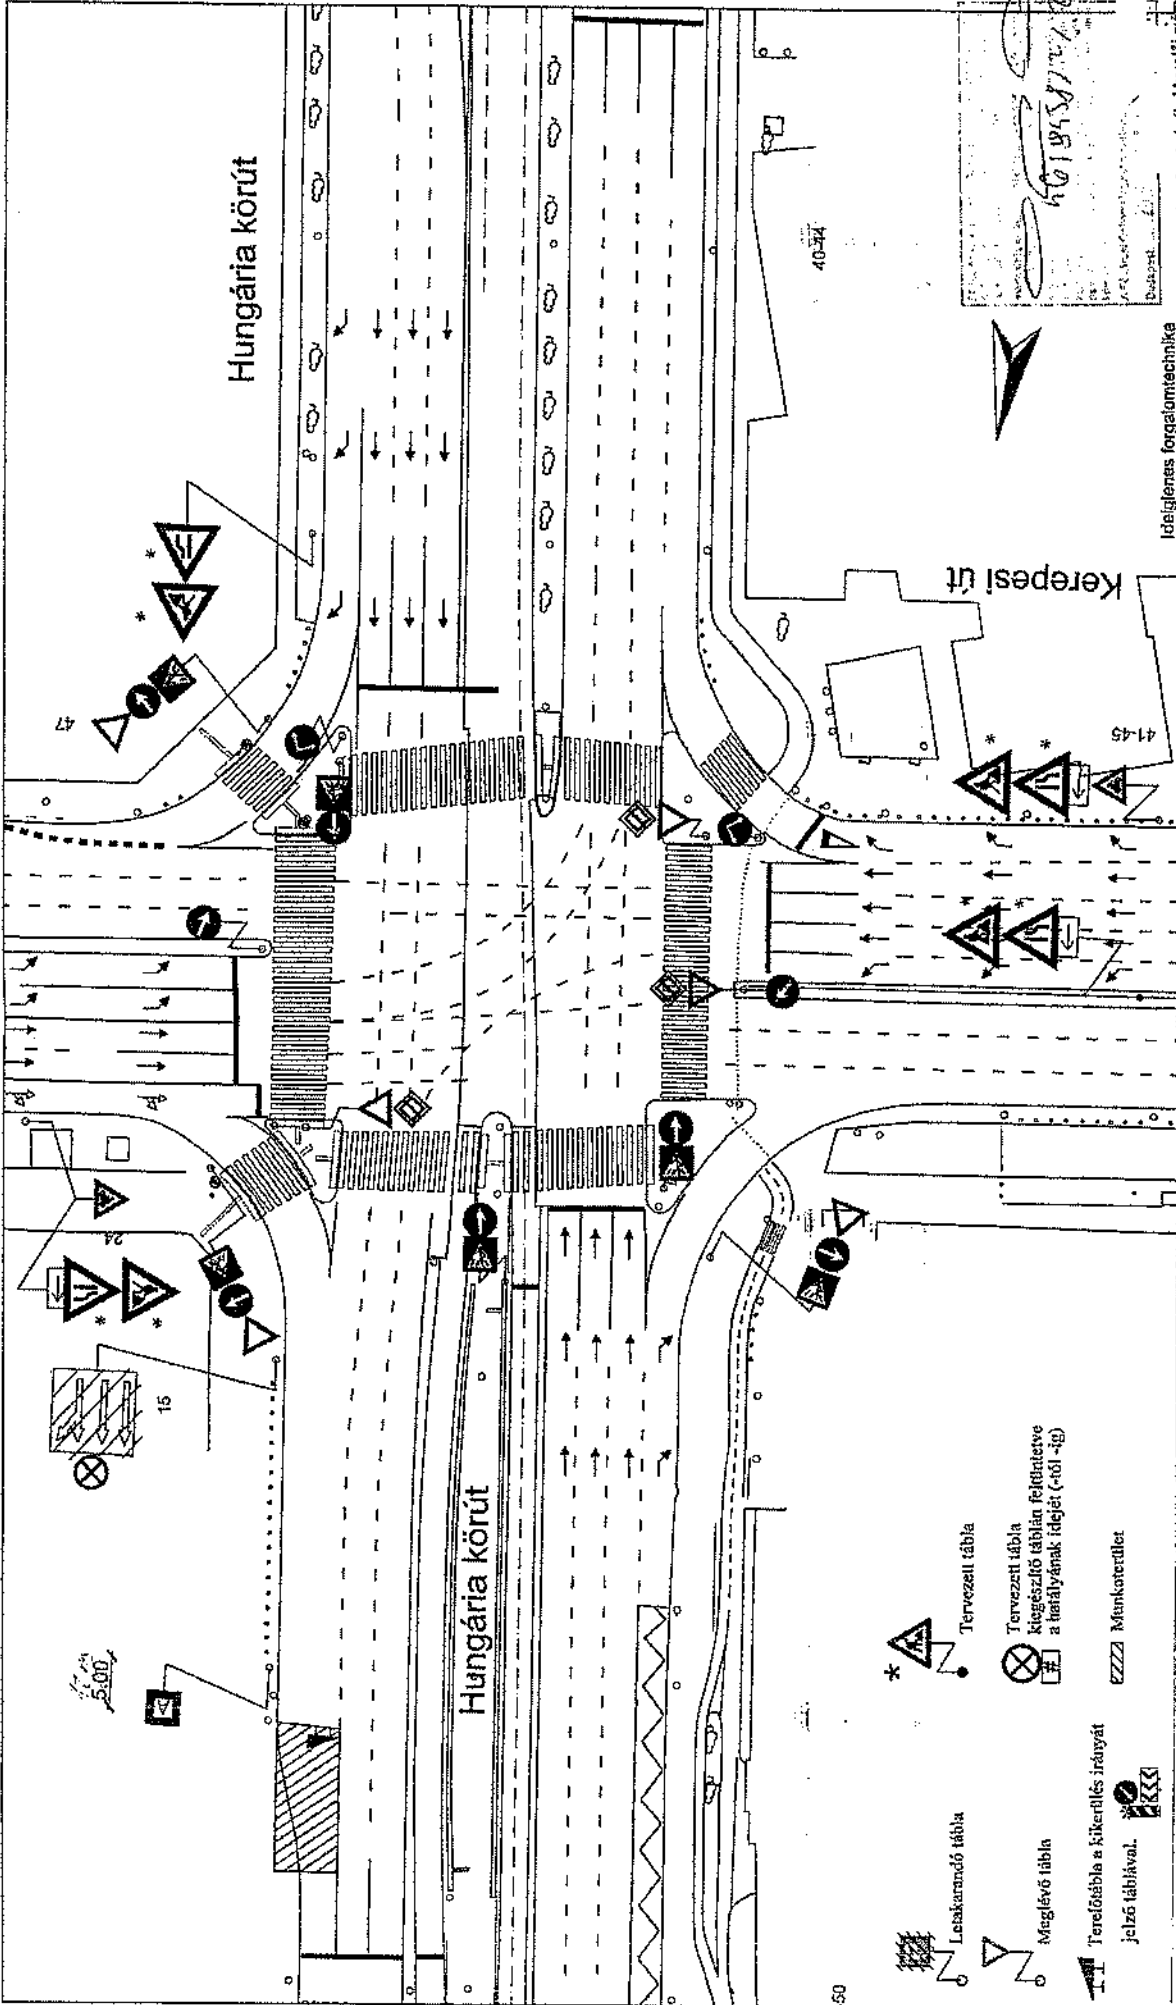 Hungária körút
47
Kerepesi út
40-44
41-45
24
15
5.00
Hungária körút
50
Budapest,
Ideiglenes forgalomtechnika
Letakarandó tábla
Meglévő tábla
Terelőtábla a kikerülés irányát
jelző táblával.
Tervezett tábla
Tervezett tábla
kiegészítő táblán feltüntetve
a hatályának idejét (-tól -ig)
#
Munkaterület